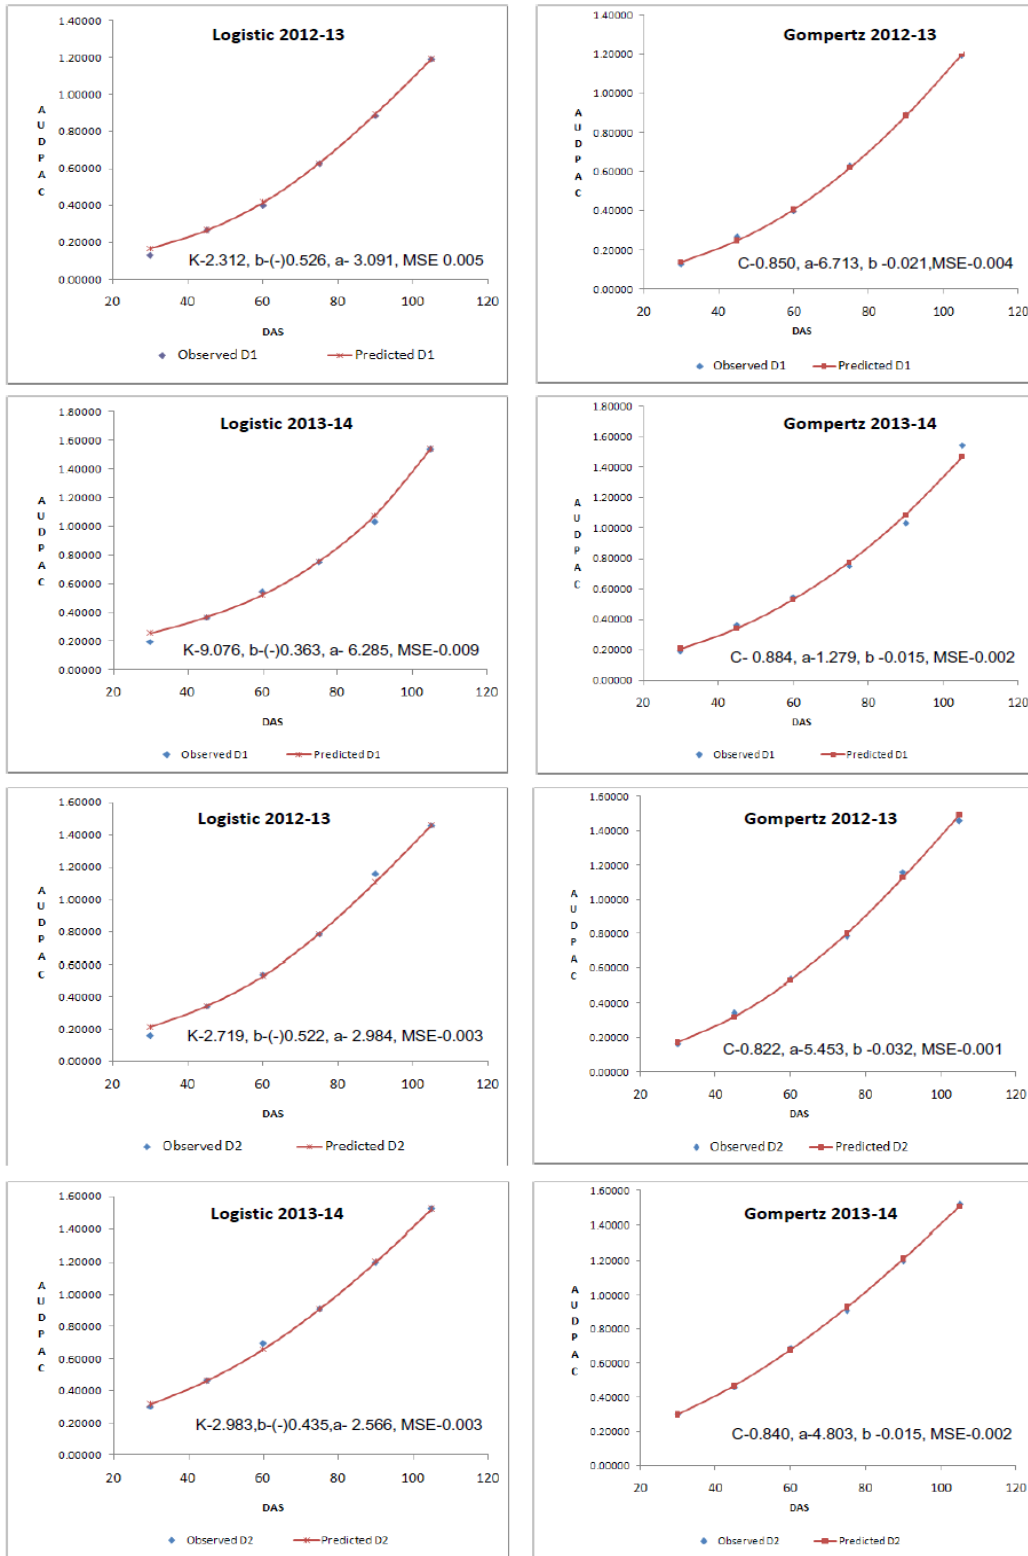 Logistic 2012-13
1.40000
1.20000
1.00000
0.80000
0.60000
0.40000
0.20000
0.00000
A
U
D
P
A
C
K-2.312, b-(-)0.526, a- 3.091, MSE 0.005
20 40 60 80 100 120
DAS
Observed D1 Predicted D1
Gompertz 2012-13
1.20000
1.00000
0.80000
0.60000
0.40000
0.20000
0.00000
A
U
D
P
A
C
C-0.850, a-6.713, b -0.021,MSE-0.004
20 40 60 80 100 120
DAS
Observed D1 Predicted D1
Logistic 2013-14
1.80000
1.60000
1.40000
1.20000
1.00000
0.80000
0.60000
0.40000
0.20000
0.00000
A
U
D
P
A
C
K-9.076, b-(-)0.363, a- 6.285, MSE-0.009
20 40 60 80 100 120
DAS
Observed D1 Predicted D1
Gompertz 2013-14
1.80000
1.60000
1.40000
1.20000
1.00000
0.80000
0.60000
0.40000
0.20000
0.00000
A
U
D
P
A
C
C- 0.884, a-1.279, b -0.015, MSE-0.002
20 40 60 80 100 120
DAS
Observed D1 Predicted D1
Logistic 2012-13
1.60000
1.40000
1.20000
1.00000
0.80000
0.60000
0.40000
0.20000
0.00000
A
U
D
P
A
C
K-2.719, b-(-)0.522, a- 2.984, MSE-0.003
20 40 60 80 100 120
DAS
Observed D2 Predicted D2
Gompertz 2012-13
1.60000
1.40000
1.20000
1.00000
0.80000
0.60000
0.40000
0.20000
0.00000
A
U
D
P
A
C
C-0.822, a-5.453, b -0.032, MSE-0.001
20 40 60 80 100 120
DAS
Observed D2 Predicted D2
Logistic 2013-14
1.60000
1.40000
1.20000
1.00000
0.80000
0.60000
0.40000
0.20000
0.00000
A
U
D
P
A
C
K-2.983,b-(-)0.435,a- 2.566, MSE-0.003
20 40 60 80 100 120
DAS
Observed D2 Predicted D2
Gompertz 2013-14
1.60000
1.40000
1.20000
1.00000
0.80000
0.60000
0.40000
0.20000
0.00000
A
U
D
P
A
C
C-0.840, a-4.803, b -0.015, MSE-0.002
20 40 60 80 100 120
DAS
Observed D2 Predicted D2